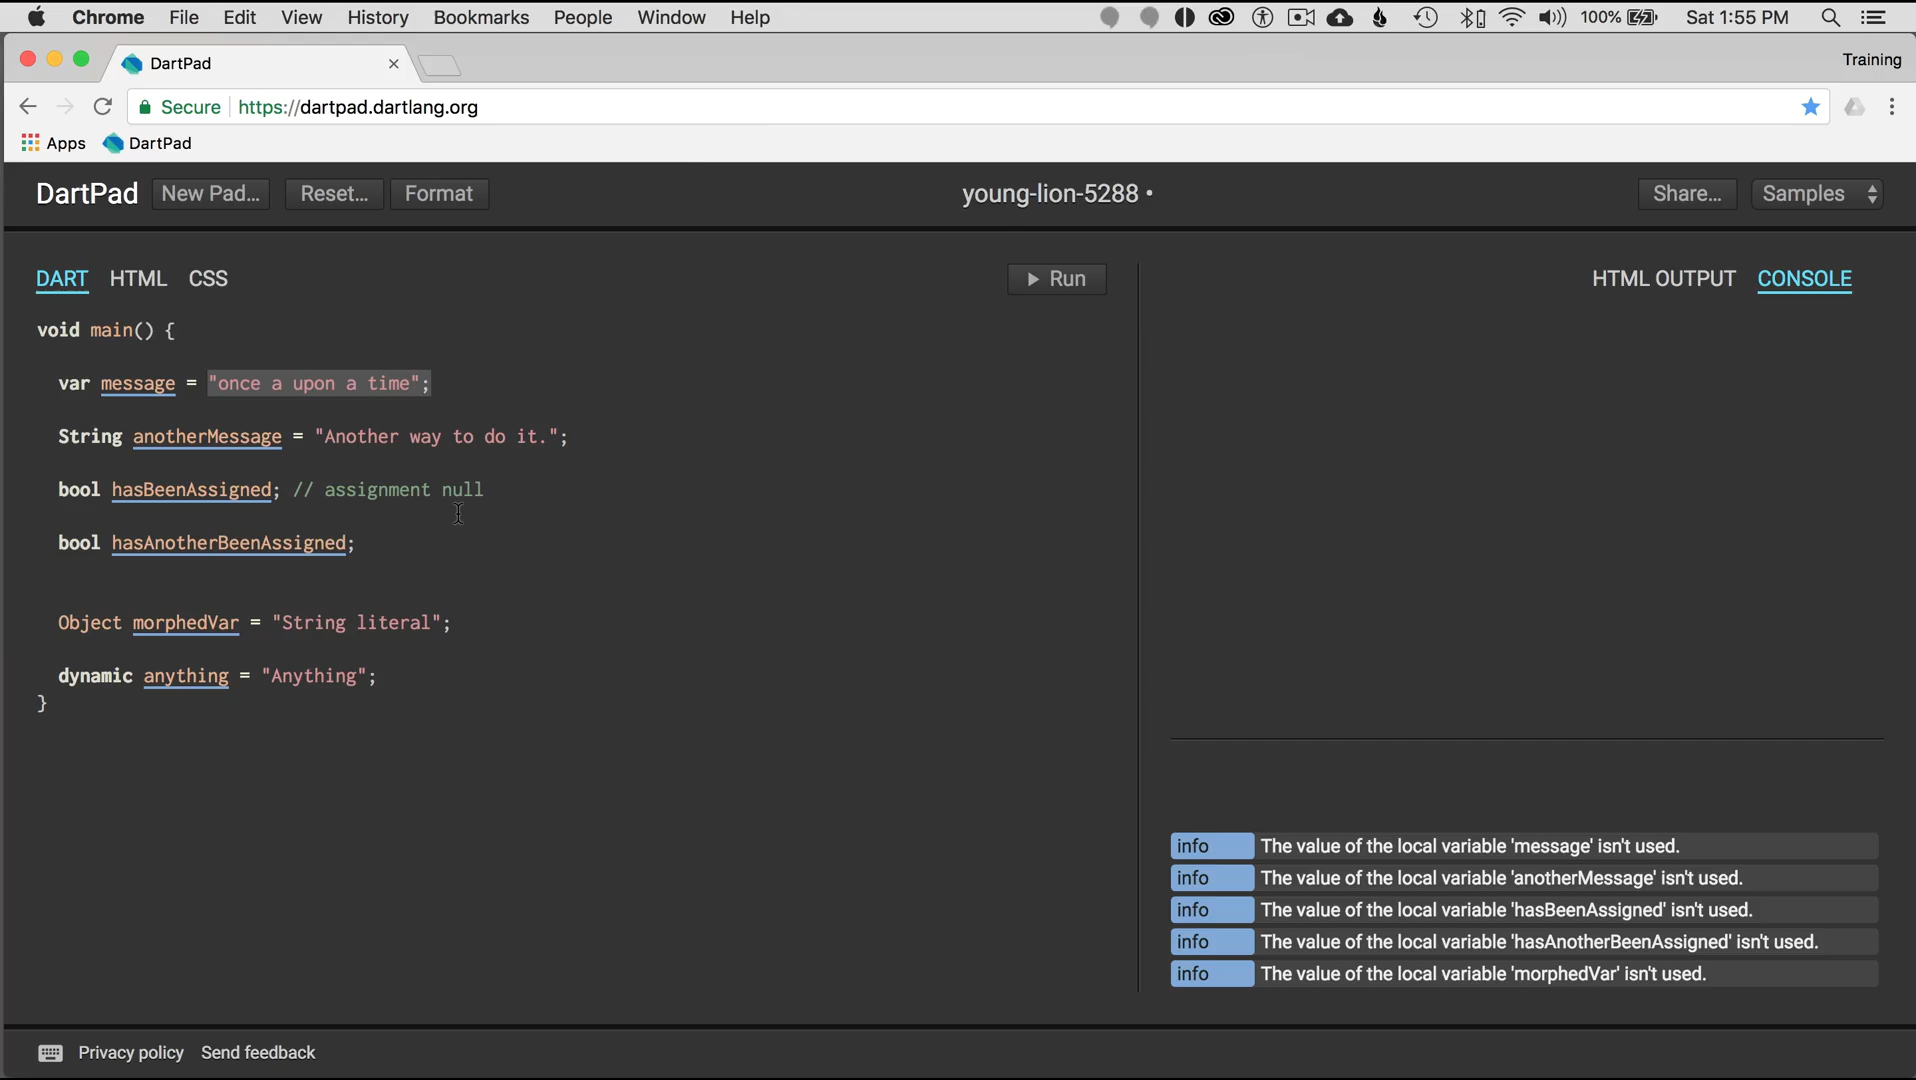 Chrome File Edit View History Bookmarks People Window Help 100% Sat 1:55 PM
DartPad Training
Secure https://dartpad.dartlang.org
Apps DartPad
DartPad New Pad... Reset... Format young-lion-5288 • Share... Samples
DART HTML CSS Run HTML OUTPUT CONSOLE
void main() {
var message = "once a upon a time";
String anotherMessage = "Another way to do it.";
bool hasBeenAssigned; // assignment null
bool hasAnotherBeenAssigned;
Object morphedVar = "String literal";
dynamic anything = "Anything";
}
info The value of the local variable 'message' isn't used.
info The value of the local variable 'anotherMessage' isn't used.
info The value of the local variable 'hasBeenAssigned' isn't used.
info The value of the local variable 'hasAnotherBeenAssigned' isn't used.
info The value of the local variable 'morphedVar' isn't used.
Privacy policy Send feedback